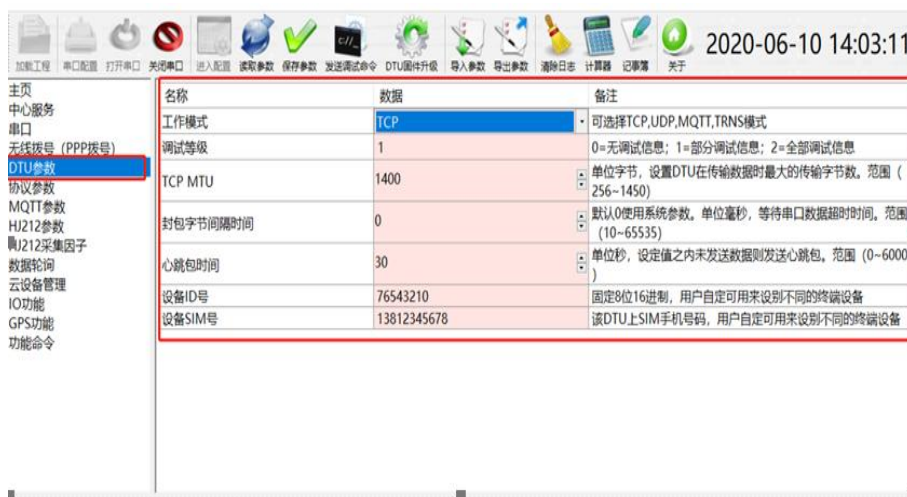 2020-06-10 14:03:11
加载工程 串口配置 打开串口 关闭串口 进入配置 读取参数 保存参数 发送调试命令 DTU固件升级 导入参数 导出参数 清除日志 计算器 记事簿 关于
主页
中心服务
串口
无线拨号（PPP拨号）
DTU参数
协议参数
MQTT参数
HJ212参数
HJ212采集因子
数据轮询
云设备管理
IO功能
GPS功能
功能命令
名称 数据 备注
工作模式 TCP 可选择TCP,UDP,MQTT,TRNS模式
调试等级 1 0=无调试信息；1=部分调试信息；2=全部调试信息
TCP MTU 1400 单位字节，设置DTU在传输数据时最大的传输字节数。范围（
256~1450)
封包字节间隔时间 0 默认0使用系统参数。单位毫秒，等待串口数据超时时间。范围
（10~65535)
心跳包时间 30 单位秒，设定值之内未发送数据则发送心跳包。范围（0~6000
)
设备ID号 76543210 固定8位16进制，用户自定可用来设别不同的终端设备
设备SIM号 13812345678 该DTU上SIM手机号码，用户自定可用来设别不同的终端设备